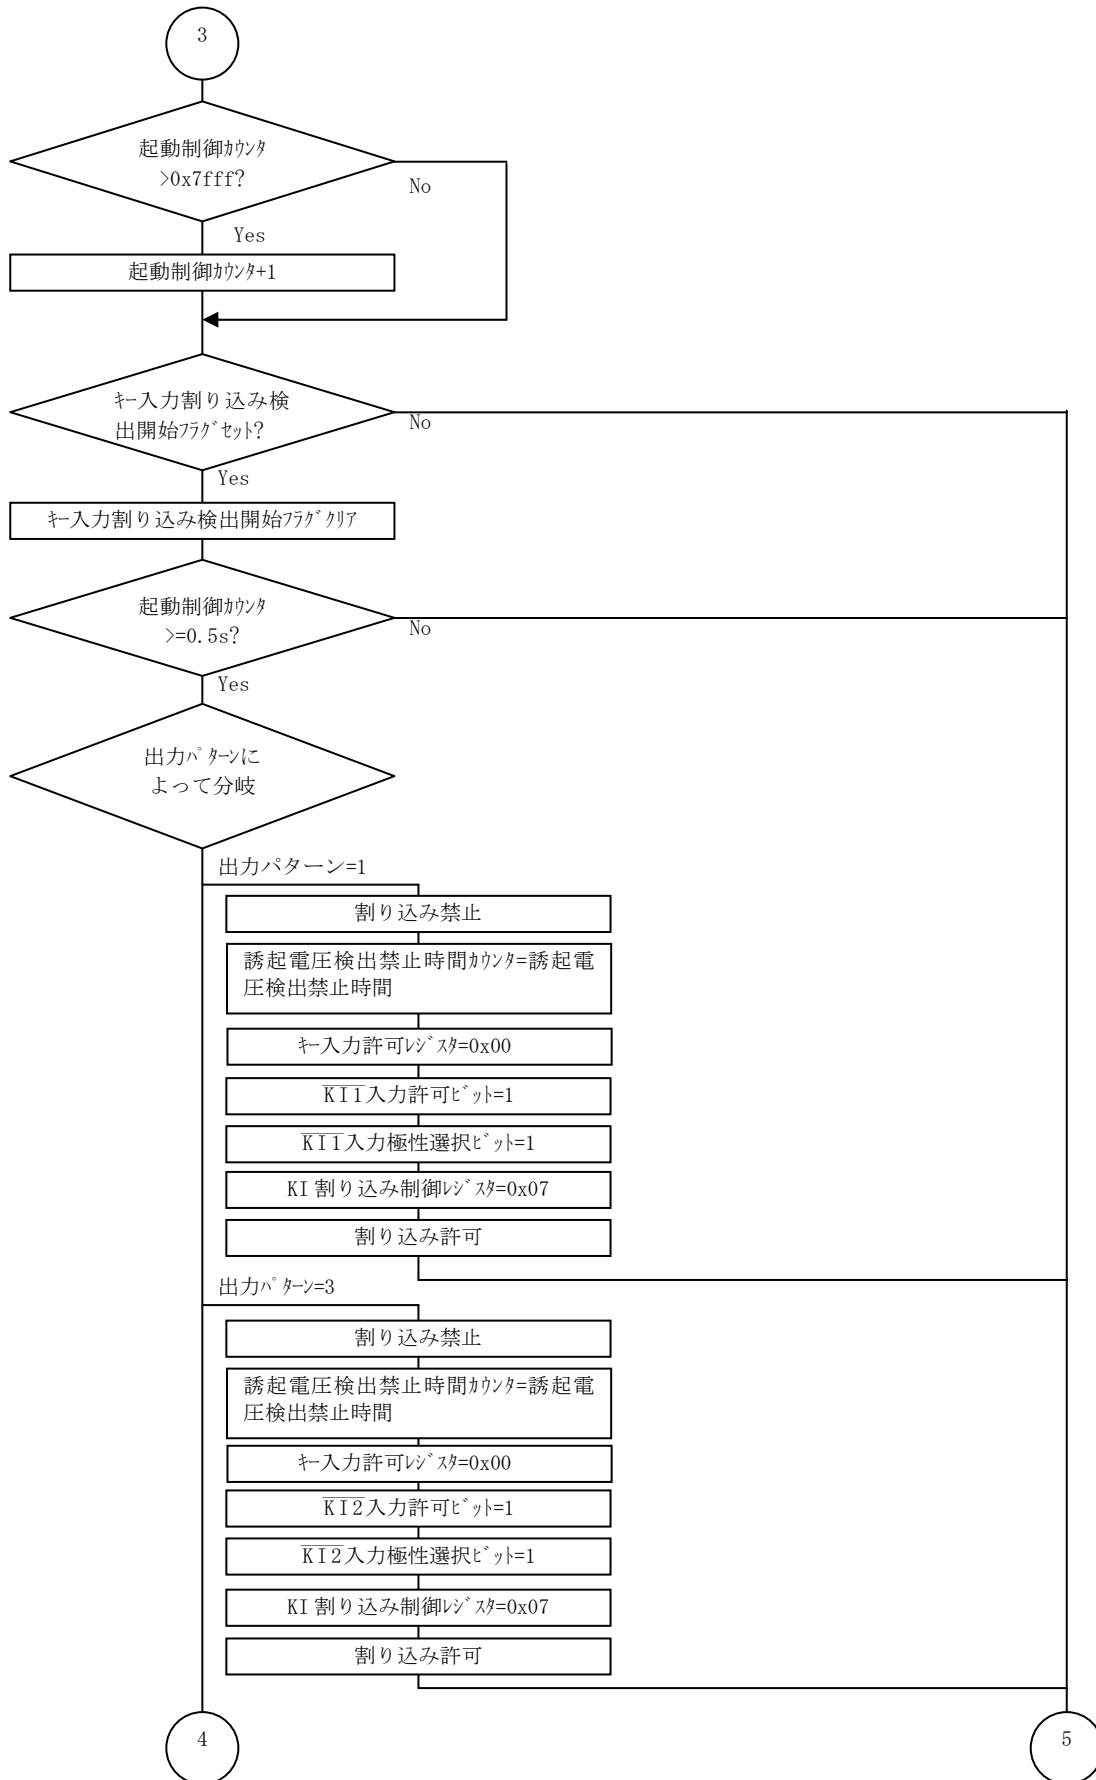 3
起動制御ｶｳﾝﾀ
>0x7fff?
No
Yes
起動制御ｶｳﾝﾀ+1
ｷｰ入力割り込み検
出開始ﾌﾗｸﾞｾｯﾄ?
No
Yes
ｷｰ入力割り込み検出開始ﾌﾗｸﾞｸﾘｱ
起動制御ｶｳﾝﾀ
>=0.5s?
No
Yes
出力ﾊﾟﾀｰﾝに
よって分岐
出力パターン=1
割り込み禁止
誘起電圧検出禁止時間ｶｳﾝﾀ=誘起電
圧検出禁止時間
ｷｰ入力許可ﾚｼﾞｽﾀ=0x00
K̅I̅1̅入力許可ﾋﾞｯﾄ=1
K̅I̅1̅入力極性選択ﾋﾞｯﾄ=1
KI 割り込み制御ﾚｼﾞｽﾀ=0x07
割り込み許可
出力ﾊﾟﾀｰﾝ=3
割り込み禁止
誘起電圧検出禁止時間ｶｳﾝﾀ=誘起電
圧検出禁止時間
ｷｰ入力許可ﾚｼﾞｽﾀ=0x00
K̅I̅2̅入力許可ﾋﾞｯﾄ=1
K̅I̅2̅入力極性選択ﾋﾞｯﾄ=1
KI 割り込み制御ﾚｼﾞｽﾀ=0x07
割り込み許可
4
5